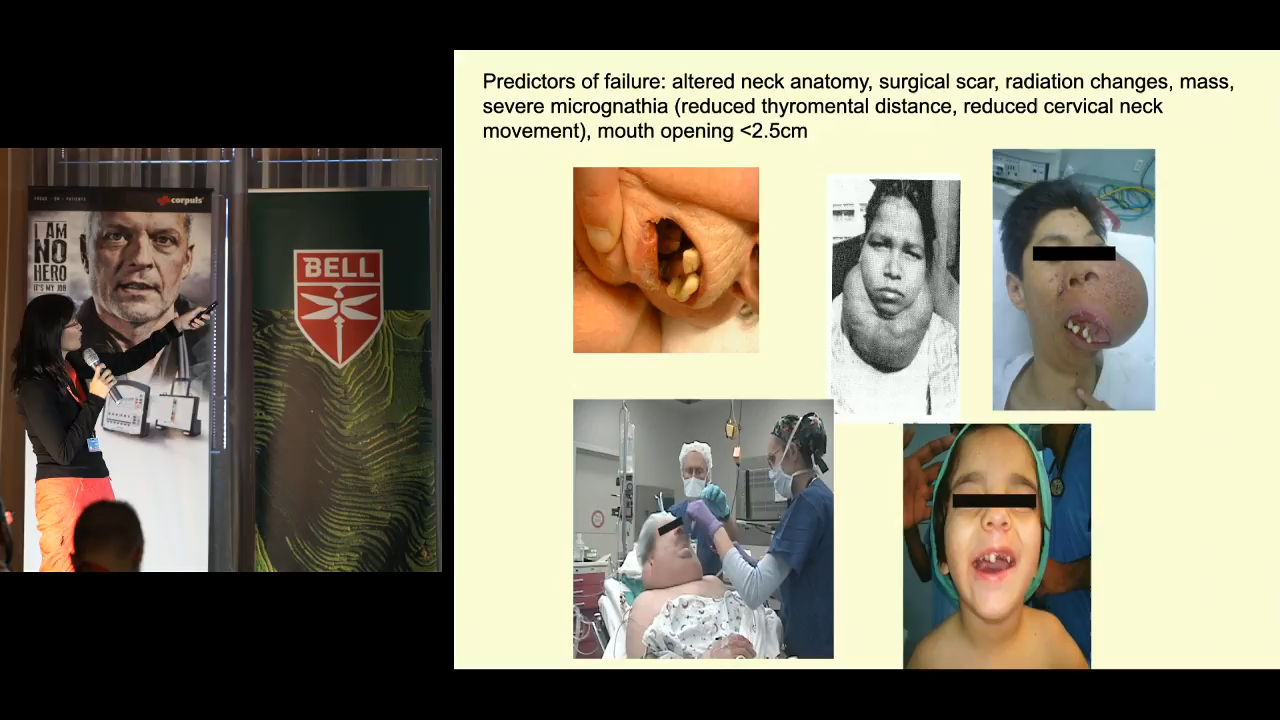 Predictors of failure: altered neck anatomy, surgical scar, radiation changes, mass,
severe micrognathia (reduced thyromental distance, reduced cervical neck
movement), mouth opening <2.5cm
corpuls
I AM
NO
HERO
IT'S MY JOB
BELL